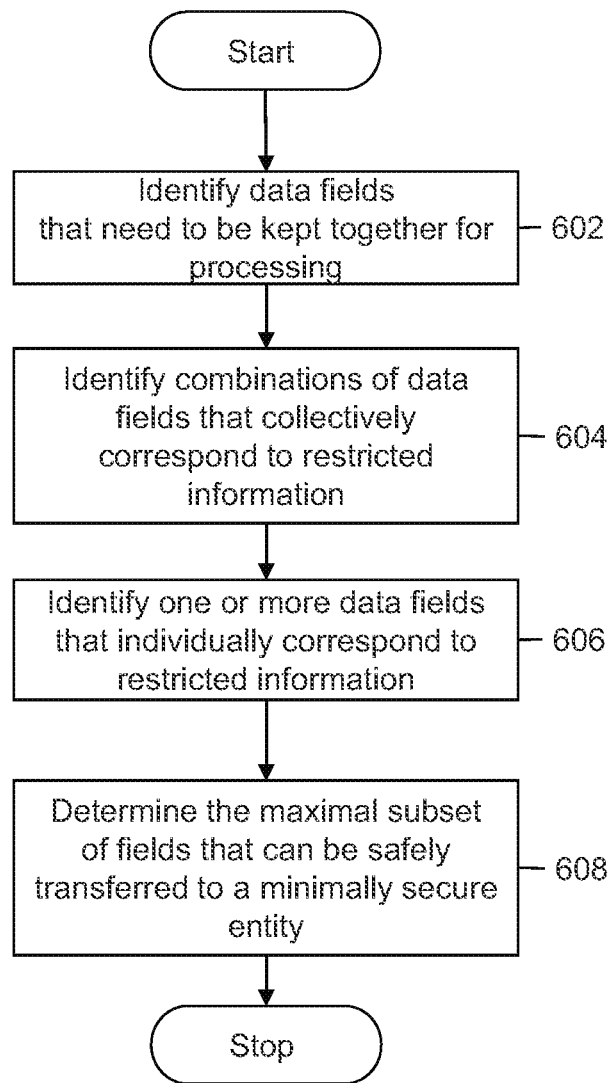 Start
Identify data fields
that need to be kept together for
processing
602
Identify combinations of data
fields that collectively
correspond to restricted
information
604
Identify one or more data fields
that individually correspond to
restricted information
606
Determine the maximal subset
of fields that can be safely
transferred to a minimally secure
entity
608
Stop